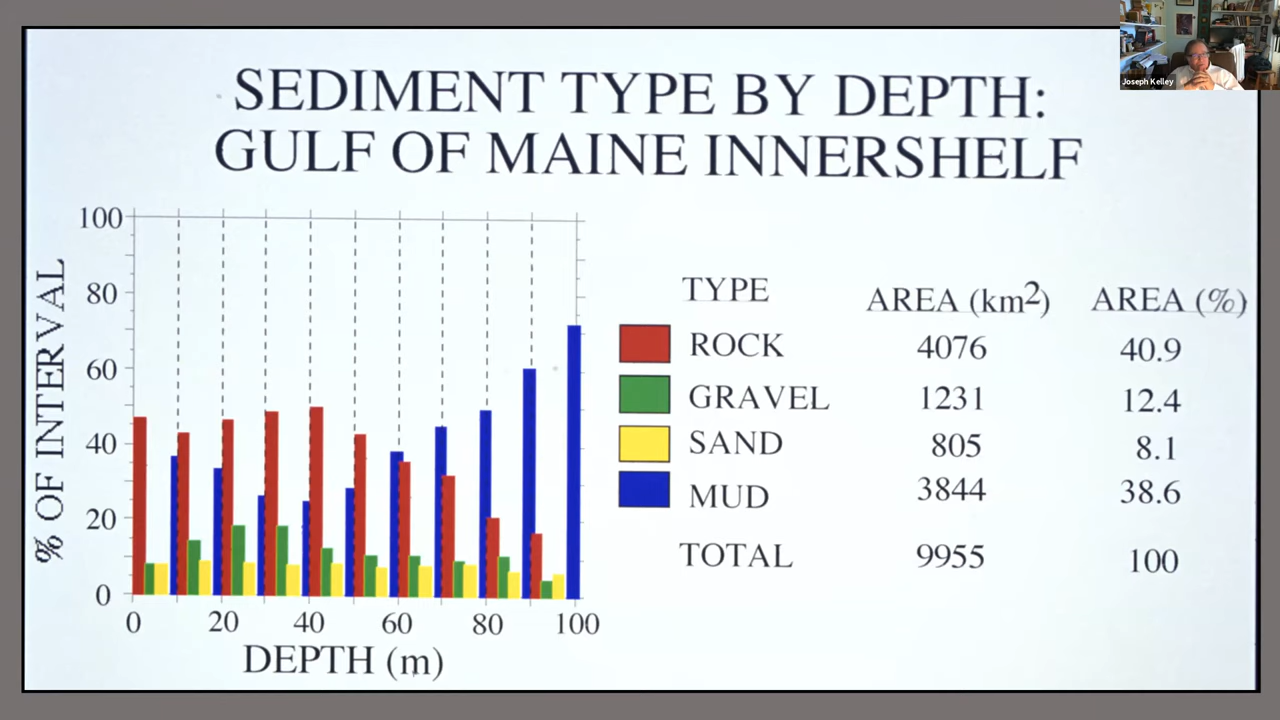 Joseph Kelley
SEDIMENT TYPE BY DEPTH:
GULF OF MAINE INNERSHELF
% OF INTERVAL
100
80
60
40
20
0
0 20 40 60 80 100
DEPTH (m)
TYPE AREA (km2) AREA (%)
ROCK 4076 40.9
GRAVEL 1231 12.4
SAND 805 8.1
MUD 3844 38.6
TOTAL 9955 100